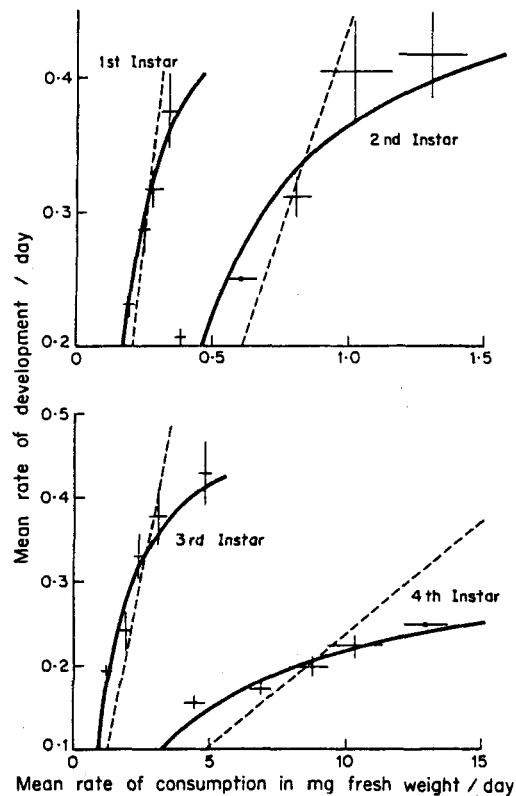 0·4
1st Instar
2nd Instar
0·3
0·2
0
0·5
1·0
1·5
0·5
0·4
3rd Instar
0·3
4th Instar
0·2
0·1
0
5
10
15
Mean rate of development / day
Mean rate of consumption in mg fresh weight / day